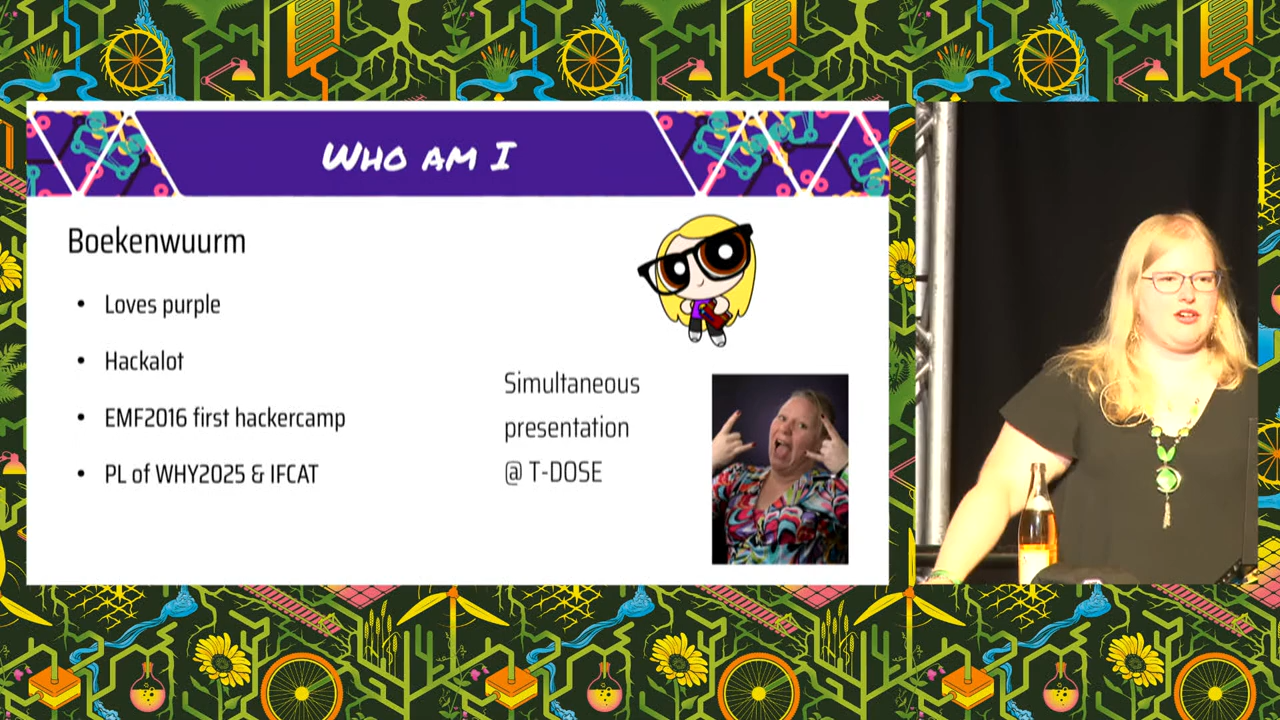 Who am I
Boekenwuurm
• Loves purple
• Hackalot
• EMF2016 first hackercamp
• PL of WHY2025 & IFCAT
Simultaneous
presentation
@ T-DOSE